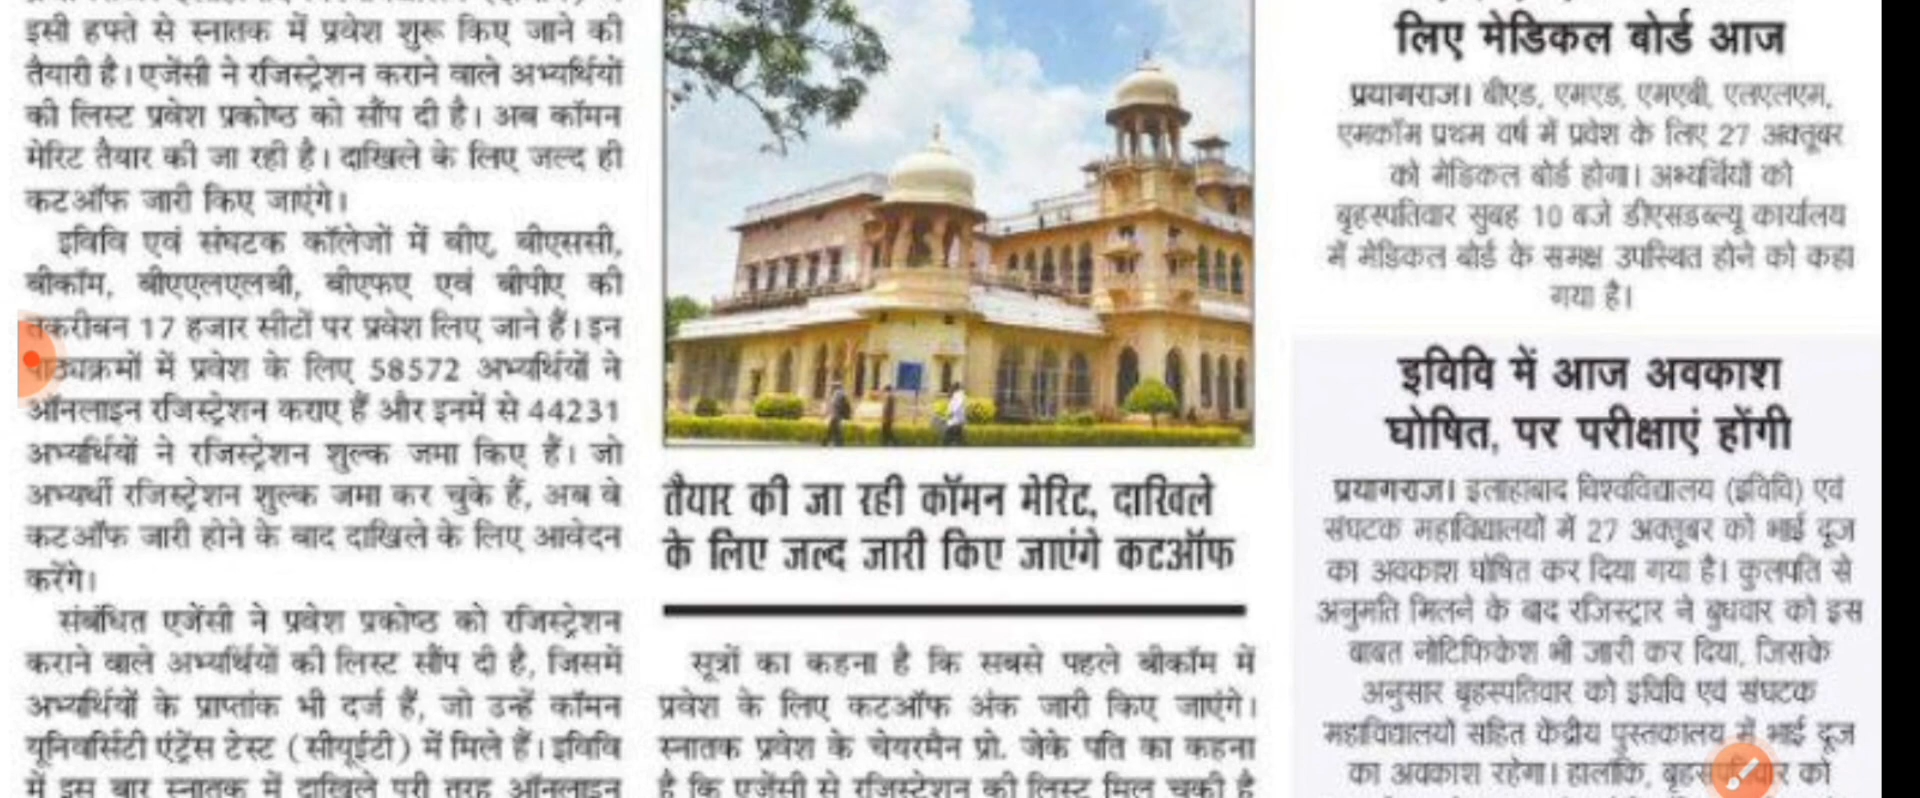 इसी हफ्ते से स्नातक में प्रवेश शुरू किए जाने की
तैयारी है। एजेंसी ने रजिस्ट्रेशन कराने वाले अभ्यर्थियों
की लिस्ट प्रवेश प्रकोष्ठ को सौंप दी है। अब कॉमन
मेरिट तैयार की जा रही है। दाखिले के लिए जल्द ही
कटऑफ जारी किए जाएंगे।
इविवि एवं संघटक कॉलेजों में बीए, बीएससी,
बीकॉम, बीएएलएलबी, बीएफए एवं बीपीए की
तकरीबन 17 हजार सीटों पर प्रवेश लिए जाने हैं। इन
पाठ्यक्रमों में प्रवेश के लिए 58572 अभ्यर्थियों ने
ऑनलाइन रजिस्ट्रेशन कराए हैं और इनमें से 44231
अभ्यर्थियों ने रजिस्ट्रेशन शुल्क जमा किए हैं। जो
अभ्यर्थी रजिस्ट्रेशन शुल्क जमा कर चुके हैं, अब वे
कटऑफ जारी होने के बाद दाखिले के लिए आवेदन
करेंगे।
संबंधित एजेंसी ने प्रवेश प्रकोष्ठ को रजिस्ट्रेशन
कराने वाले अभ्यर्थियों की लिस्ट सौंप दी है, जिसमें
अभ्यर्थियों के प्राप्तांक भी दर्ज हैं, जो उन्हें कॉमन
यूनिवर्सिटी एंट्रेंस टेस्ट (सीयूईटी) में मिले हैं। इविवि
में इस बार स्नातक में दाखिले पूरी तरह ऑनलाइन
तैयार की जा रही कॉमन मेरिट, दाखिले
के लिए जल्द जारी किए जाएंगे कटऑफ
सूत्रों का कहना है कि सबसे पहले बीकॉम में
प्रवेश के लिए कटऑफ अंक जारी किए जाएंगे।
स्नातक प्रवेश के चेयरमैन प्रो. जेके पति का कहना
है कि एजेंसी से रजिस्टेशन की लिस्ट मिल चुकी है
लिए मेडिकल बोर्ड आज
प्रयागराज। बीएड, एमएड, एमएबी, एलएलएम,
एमकॉम प्रथम वर्ष में प्रवेश के लिए 27 अक्तूबर
को मेडिकल बोर्ड होगा। अभ्यर्थियों को
बृहस्पतिवार सुबह 10 बजे डीएसडब्ल्यू कार्यालय
में मेडिकल बोर्ड के समक्ष उपस्थित होने को कहा
गया है।
इविवि में आज अवकाश
घोषित, पर परीक्षाएं होंगी
प्रयागराज। इलाहाबाद विश्वविद्यालय (इविवि) एवं
संघटक महाविद्यालयों में 27 अक्तूबर को भाई दूज
का अवकाश घोषित कर दिया गया है। कुलपति से
अनुमति मिलने के बाद रजिस्ट्रार ने बुधवार को इस
बाबत नोटिफिकेश भी जारी कर दिया, जिसके
अनुसार बृहस्पतिवार को इविवि एवं संघटक
महाविद्यालयों सहित केंद्रीय पुस्तकालय में भाई दूज
का अवकाश रहेगा। हालांकि, को